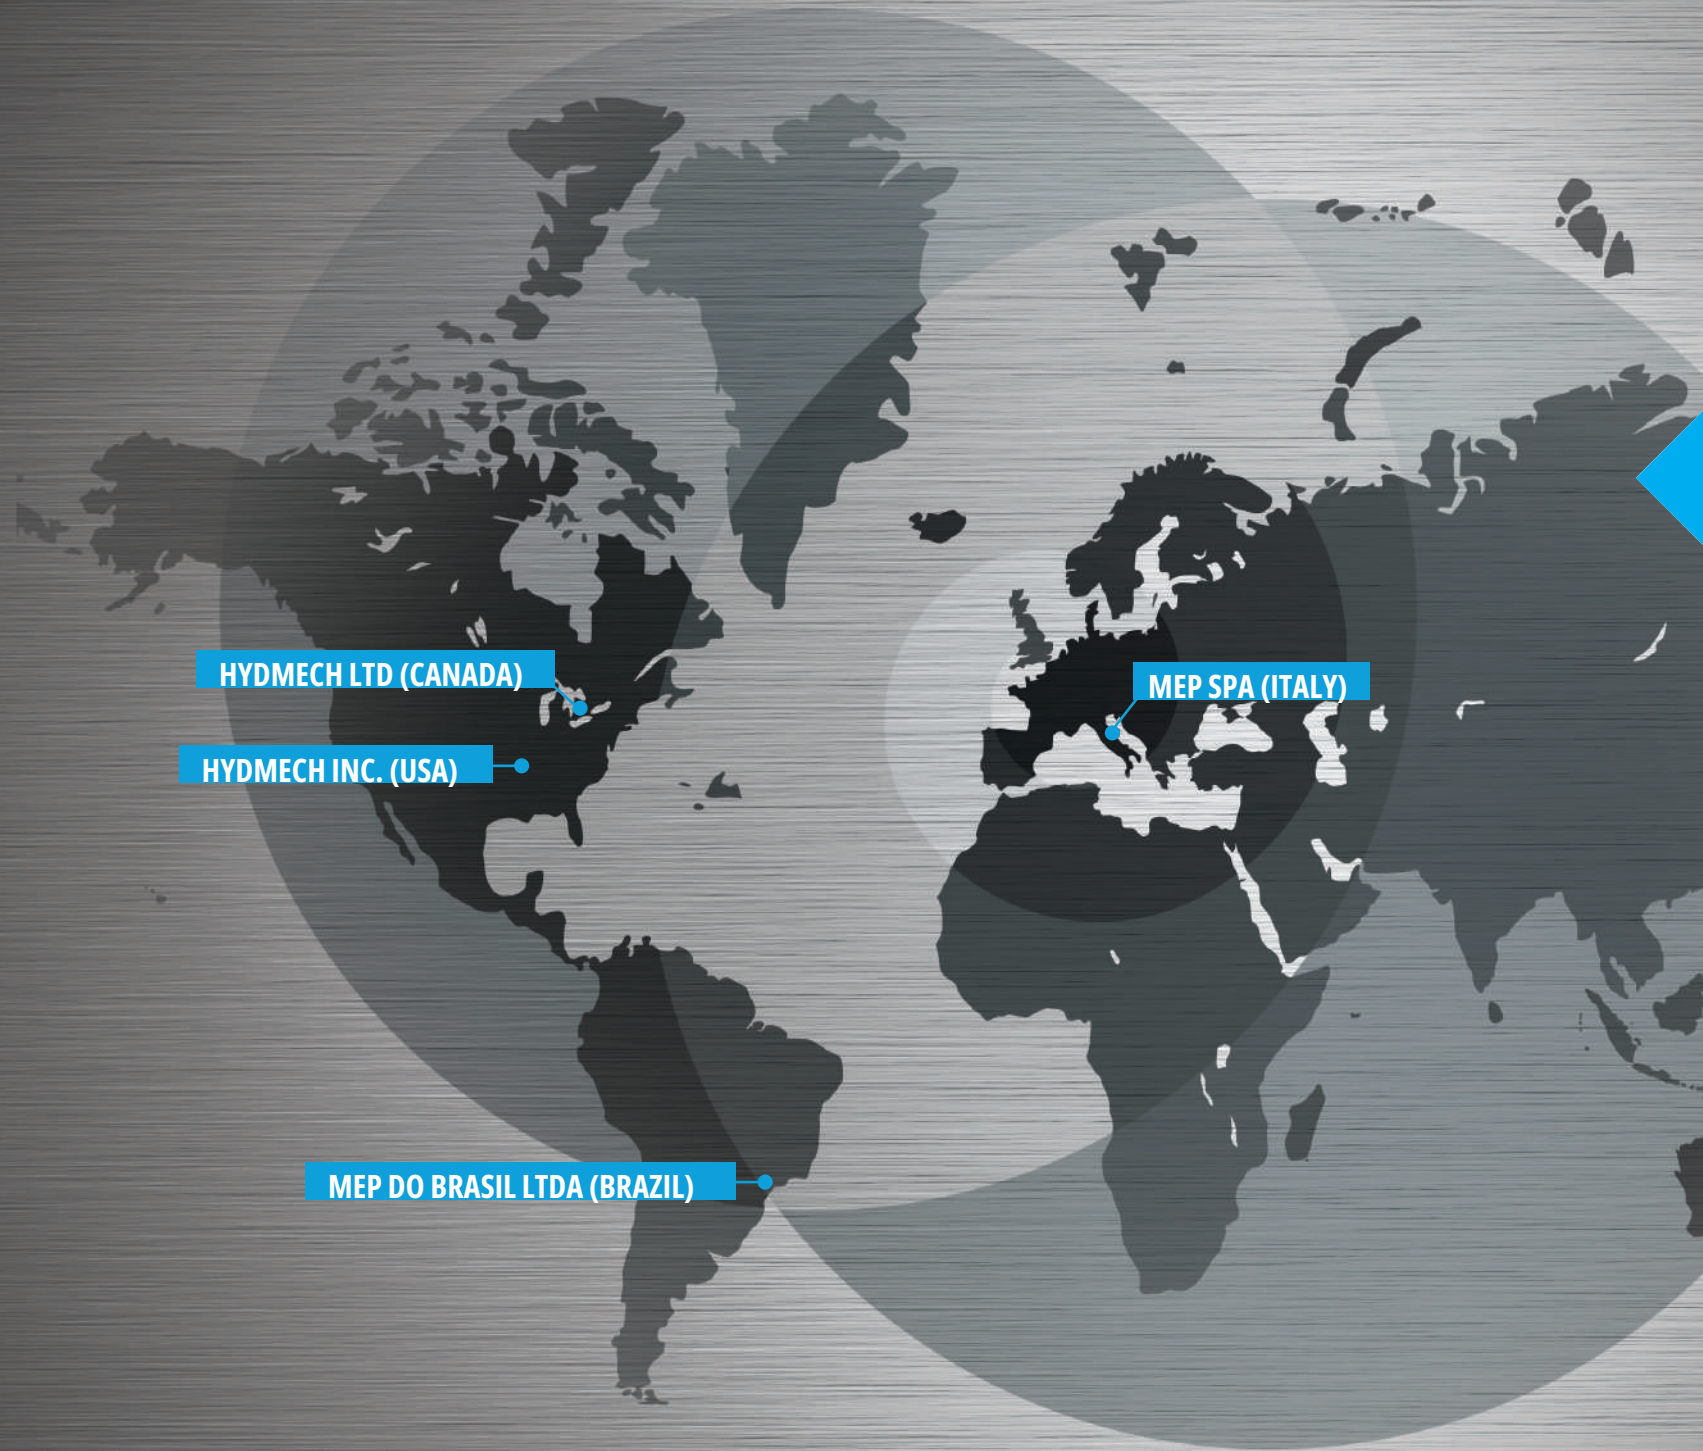 HYDMECH LTD (CANADA)
MEP SPA (ITALY)
HYDMECH INC. (USA)
MEP DO BRASIL LTDA (BRAZIL)